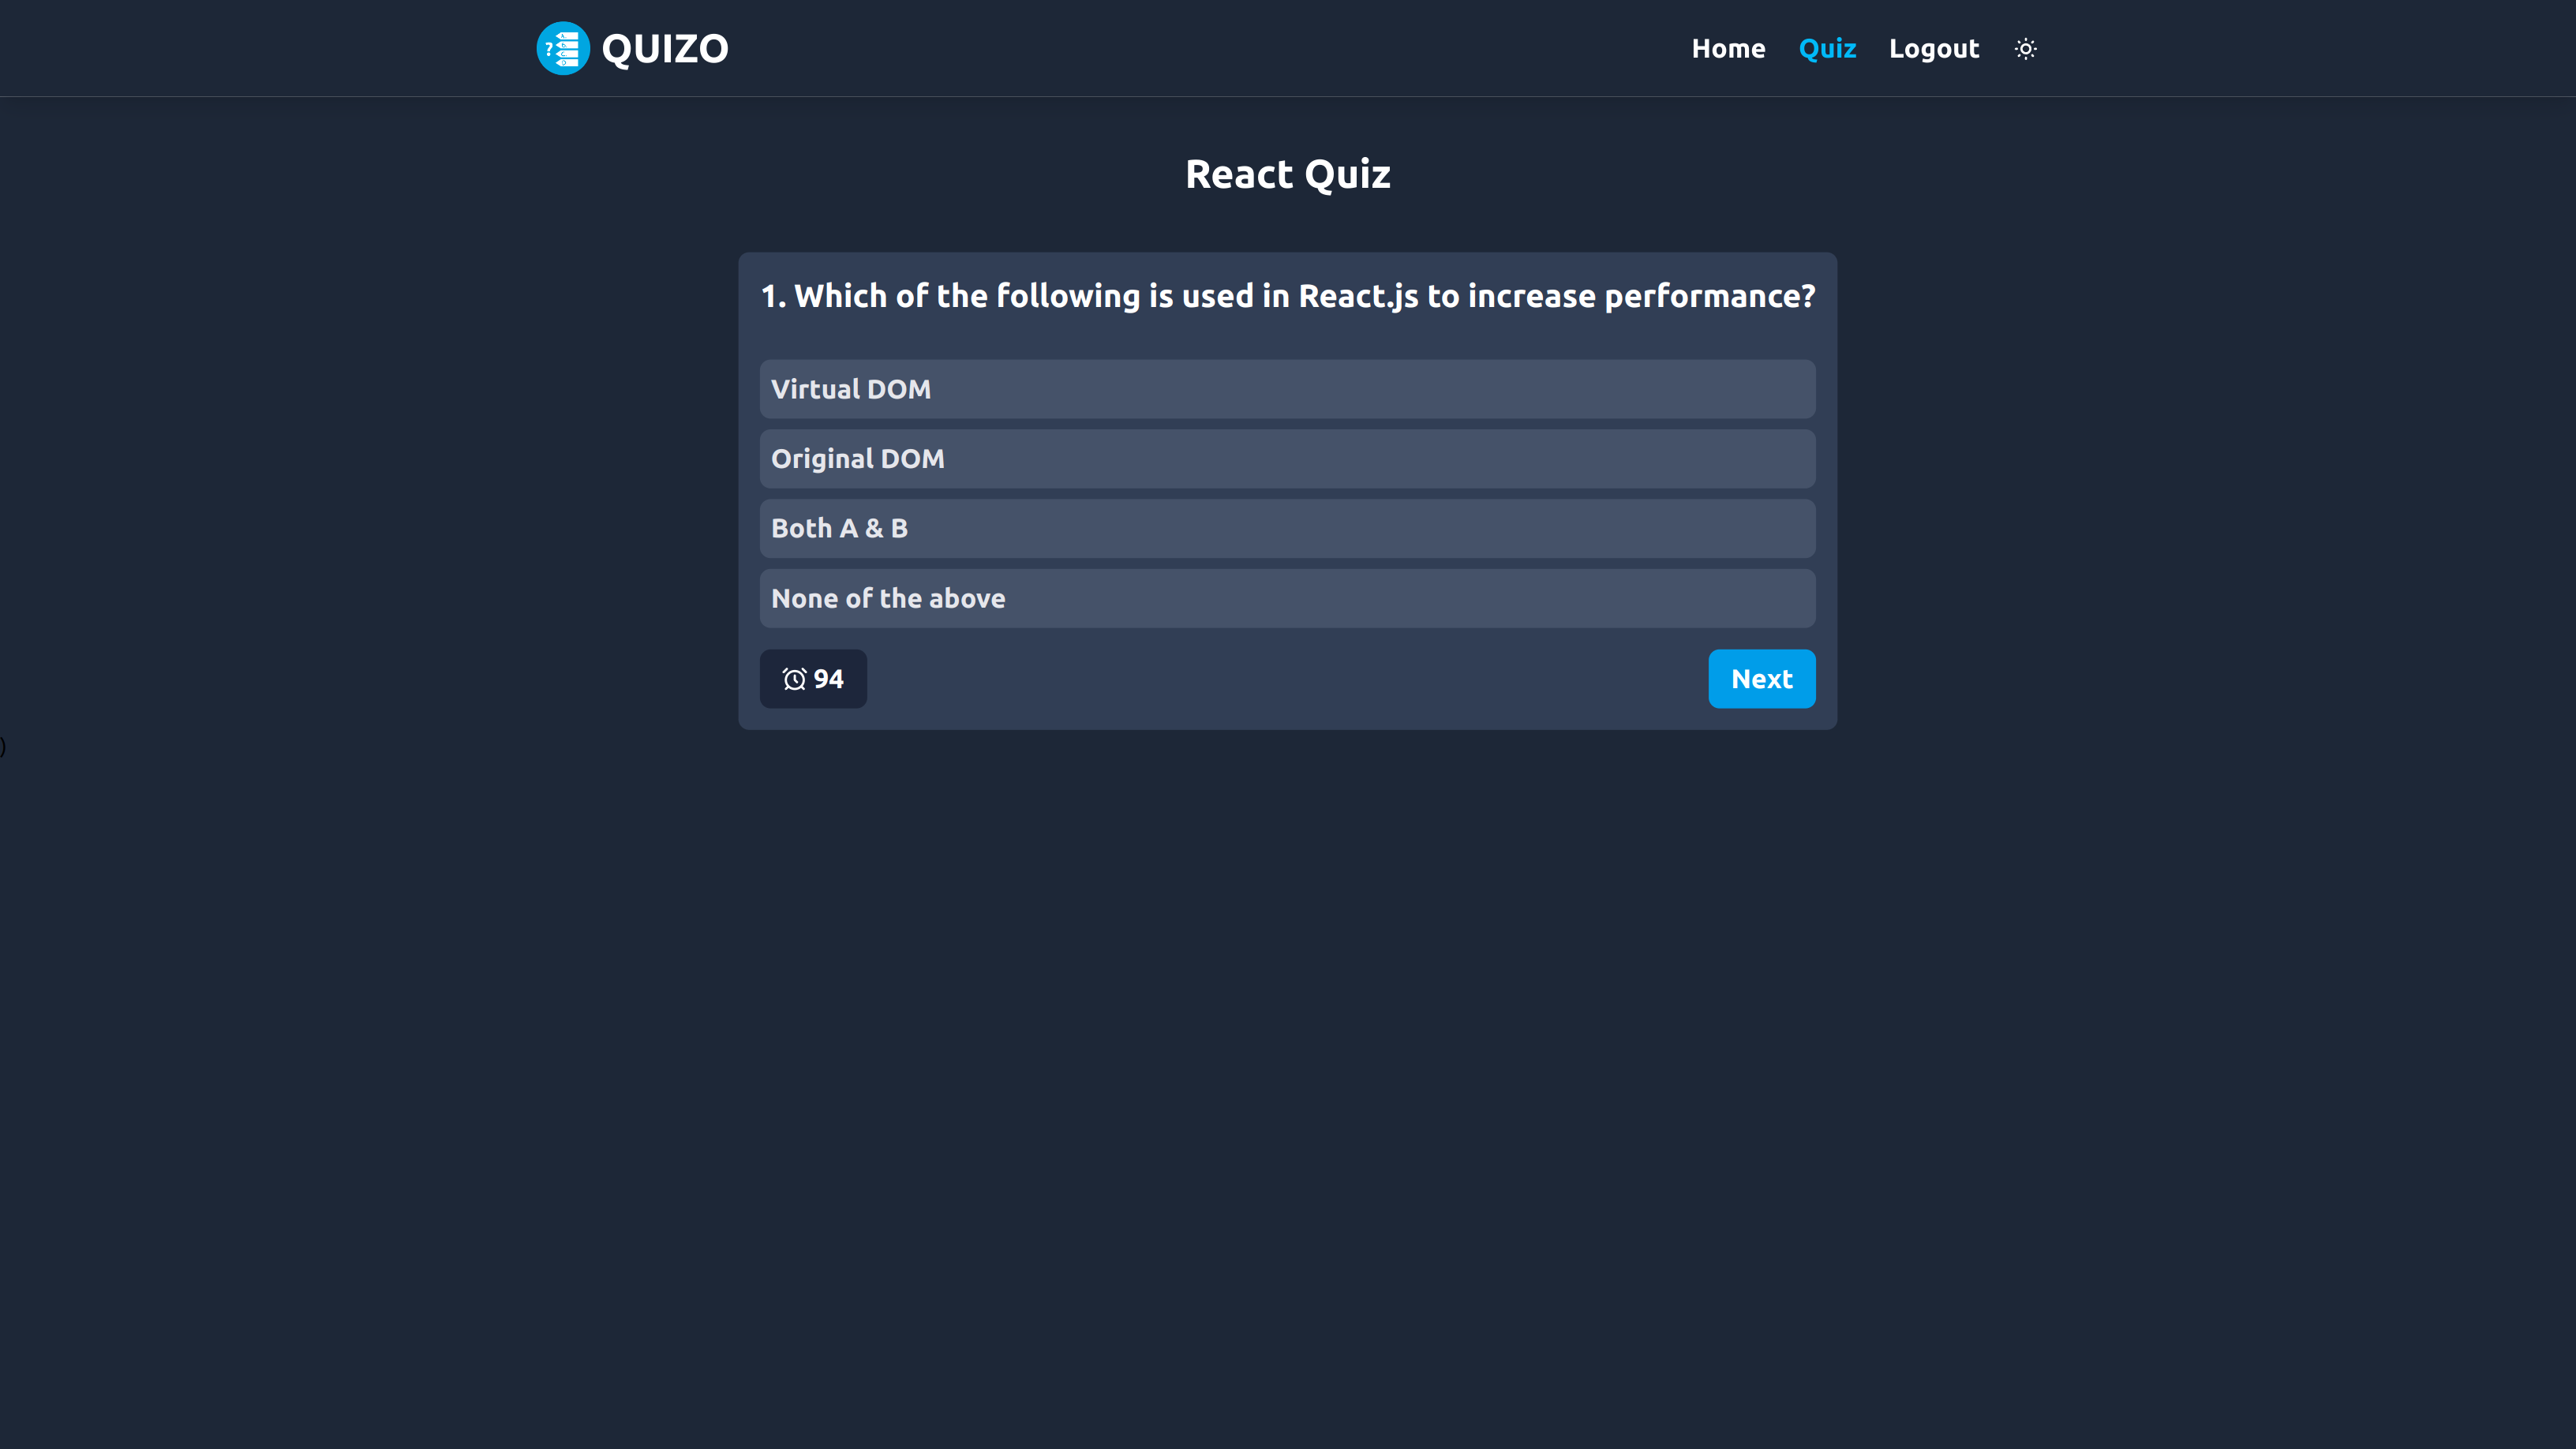 QUIZO
Home Quiz Logout
React Quiz
1. Which of the following is used in React.js to increase performance?
Virtual DOM
Original DOM
Both A & B
None of the above
94 Next
)